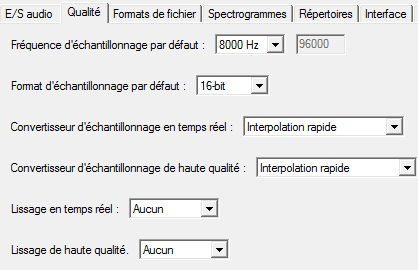 E/S audio Qualité Formats de fichier Spectrogrammes Répertoires Interface
Fréquence d'échantillonnage par défaut : 8000 Hz 96000
Format d'échantillonnage par défaut : 16-bit
Convertisseur d'échantillonnage en temps réel : Interpolation rapide
Convertisseur d'échantillonnage de haute qualité : Interpolation rapide
Lissage en temps réel : Aucun
Lissage de haute qualité. Aucun